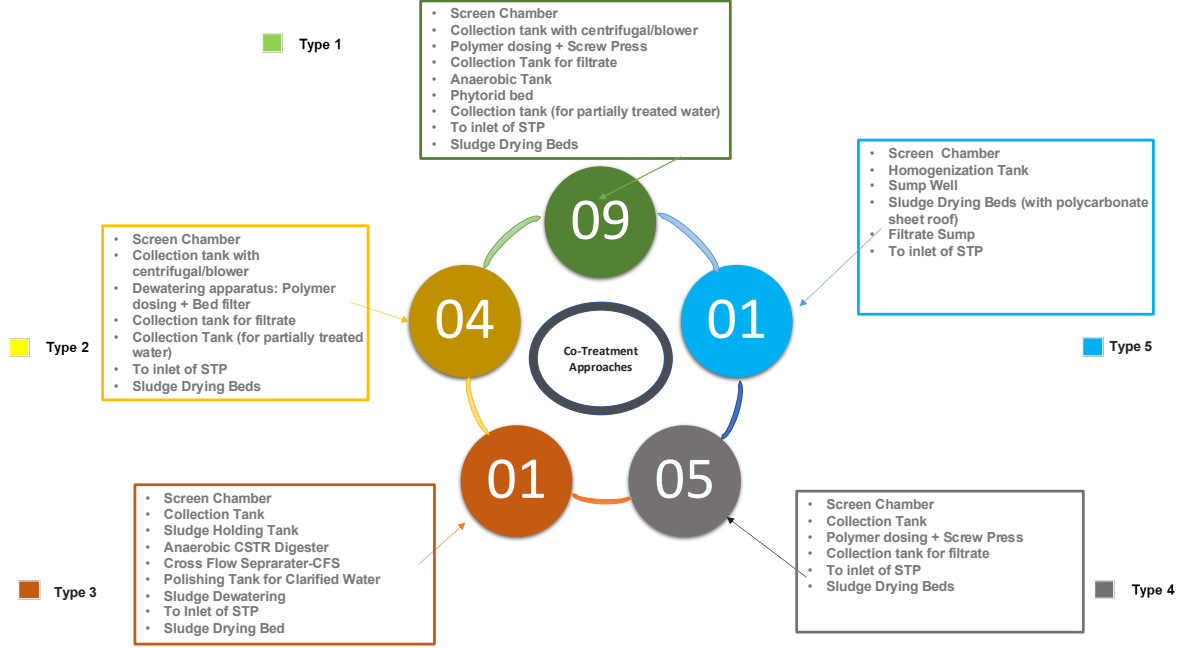 Type 1
• Screen Chamber
• Collection tank with centrifugal/blower
• Polymer dosing + Screw Press
• Collection Tank for filtrate
• Anaerobic Tank
• Phytorid bed
• Collection tank (for partially treated water)
• To inlet of STP
• Sludge Drying Beds
09
• Screen Chamber
• Homogenization Tank
• Sump Well
• Sludge Drying Beds (with polycarbonate
sheet roof)
• Filtrate Sump
• To inlet of STP
01
Type 5
• Screen Chamber
• Collection tank with
centrifugal/blower
• Dewatering apparatus: Polymer
dosing + Bed filter
• Collection tank for filtrate
• Collection Tank (for partially treated
water)
• To inlet of STP
• Sludge Drying Beds
04
Type 2
Co-Treatment
Approaches
01
05
• Screen Chamber
• Collection Tank
• Sludge Holding Tank
• Anaerobic CSTR Digester
• Cross Flow Seprarater-CFS
• Polishing Tank for Clarified Water
• Sludge Dewatering
• To Inlet of STP
• Sludge Drying Bed
Type 3
• Screen Chamber
• Collection Tank
• Polymer dosing + Screw Press
• Collection tank for filtrate
• To inlet of STP
• Sludge Drying Beds
Type 4